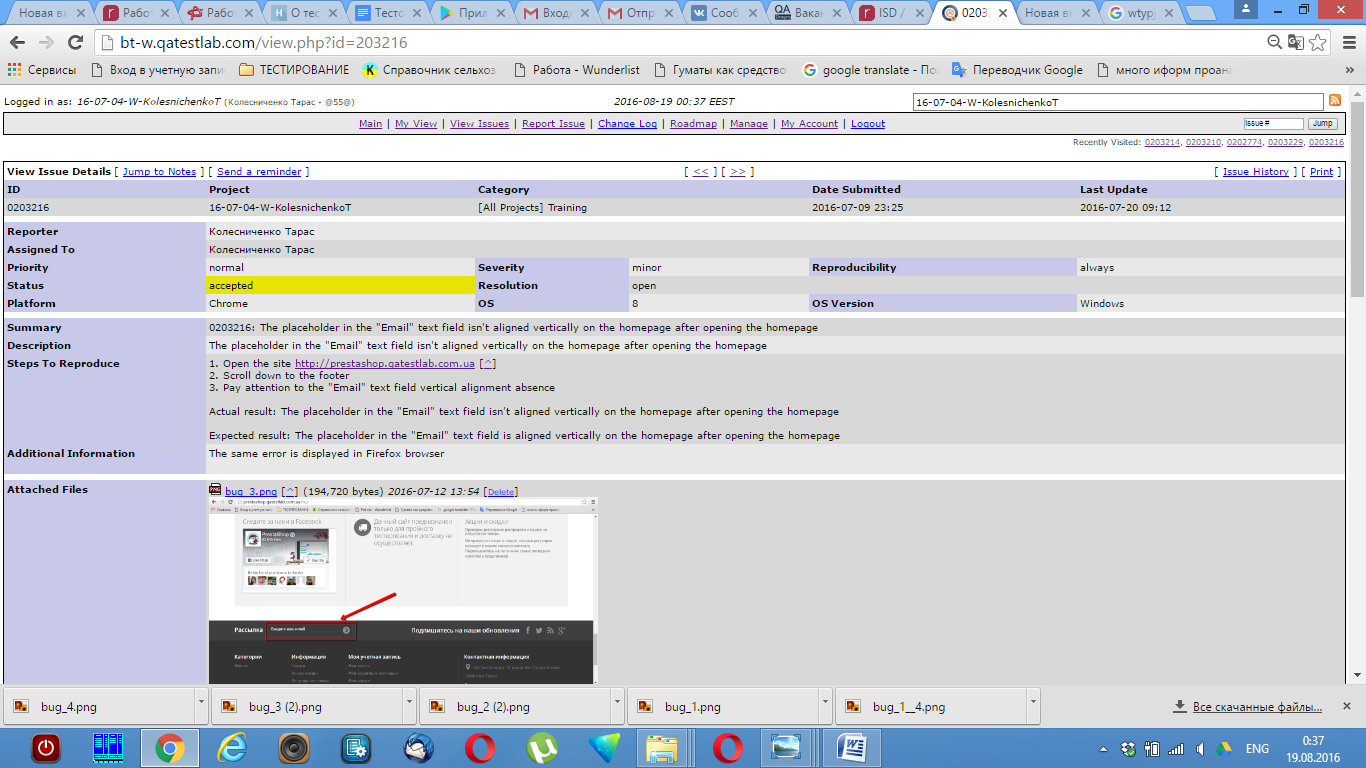 Новая вк
Работ
Работ
О тес
Тесто
Прил
Вход
Отпр
Сооб
Вакан
ISD
0203
Новая вк
wtypj
bt-w.qatestlab.com/view.php?id=203216
Сервисы
Вход в учетную запи
ТЕСТИРОВАНИЕ
Справочник сельхоз
Работа - Wunderlist
Гуматы как средство
google translate - По
Переводчик Google
много иформ проана
»
Logged in as: 16-07-04-W-KolesnichenkoT (Колесниченко Тарас - @55@)
2016-08-19 00:37 EEST
16-07-04-W-KolesnichenkoT
Main | My View | View Issues | Report Issue | Change Log | Roadmap | Manage | My Account | Logout
Issue #
Jump
Recently Visited: 0203214, 0203210, 0202774, 0203229, 0203216
View Issue Details [ Jump to Notes ] [ Send a reminder ]
[ << ] [ >> ]
[ Issue History ] [ Print ]
ID Project Category Date Submitted Last Update
0203216 16-07-04-W-KolesnichenkoT [All Projects] Training 2016-07-09 23:25 2016-07-20 09:12
Reporter Колесниченко Тарас
Assigned To Колесниченко Тарас
Priority normal Severity minor Reproducibility always
Status accepted Resolution open
Platform Chrome OS 8 OS Version Windows
Summary 0203216: The placeholder in the "Email" text field isn't aligned vertically on the homepage after opening the homepage
Description The placeholder in the "Email" text field isn't aligned vertically on the homepage after opening the homepage
Steps To Reproduce 1. Open the site http://prestashop.qatestlab.com.ua [^]
2. Scroll down to the footer
3. Pay attention to the "Email" text field vertical alignment absence
Actual result: The placeholder in the "Email" text field isn't aligned vertically on the homepage after opening the homepage
Expected result: The placeholder in the "Email" text field is aligned vertically on the homepage after opening the homepage
Additional Information The same error is displayed in Firefox browser
Attached Files bug_3.png [^] (194,720 bytes) 2016-07-12 13:54 [Delete]
Следите за нами в Facebook
PrestaShop
Данный сайт предназначен
только для пробного
тестирования и доставку не
осуществляет.
Акции и скидки
Рассылка
Введите ваш e-mail
Подпишитесь на наши обновления
Категории
Информация
Моя учетная запись
Контактная информация
bug_4.png
bug_3 (2).png
bug_2 (2).png
bug_1.png
bug_1__4.png
Все скачанные файлы...
ENG
0:37
19.08.2016